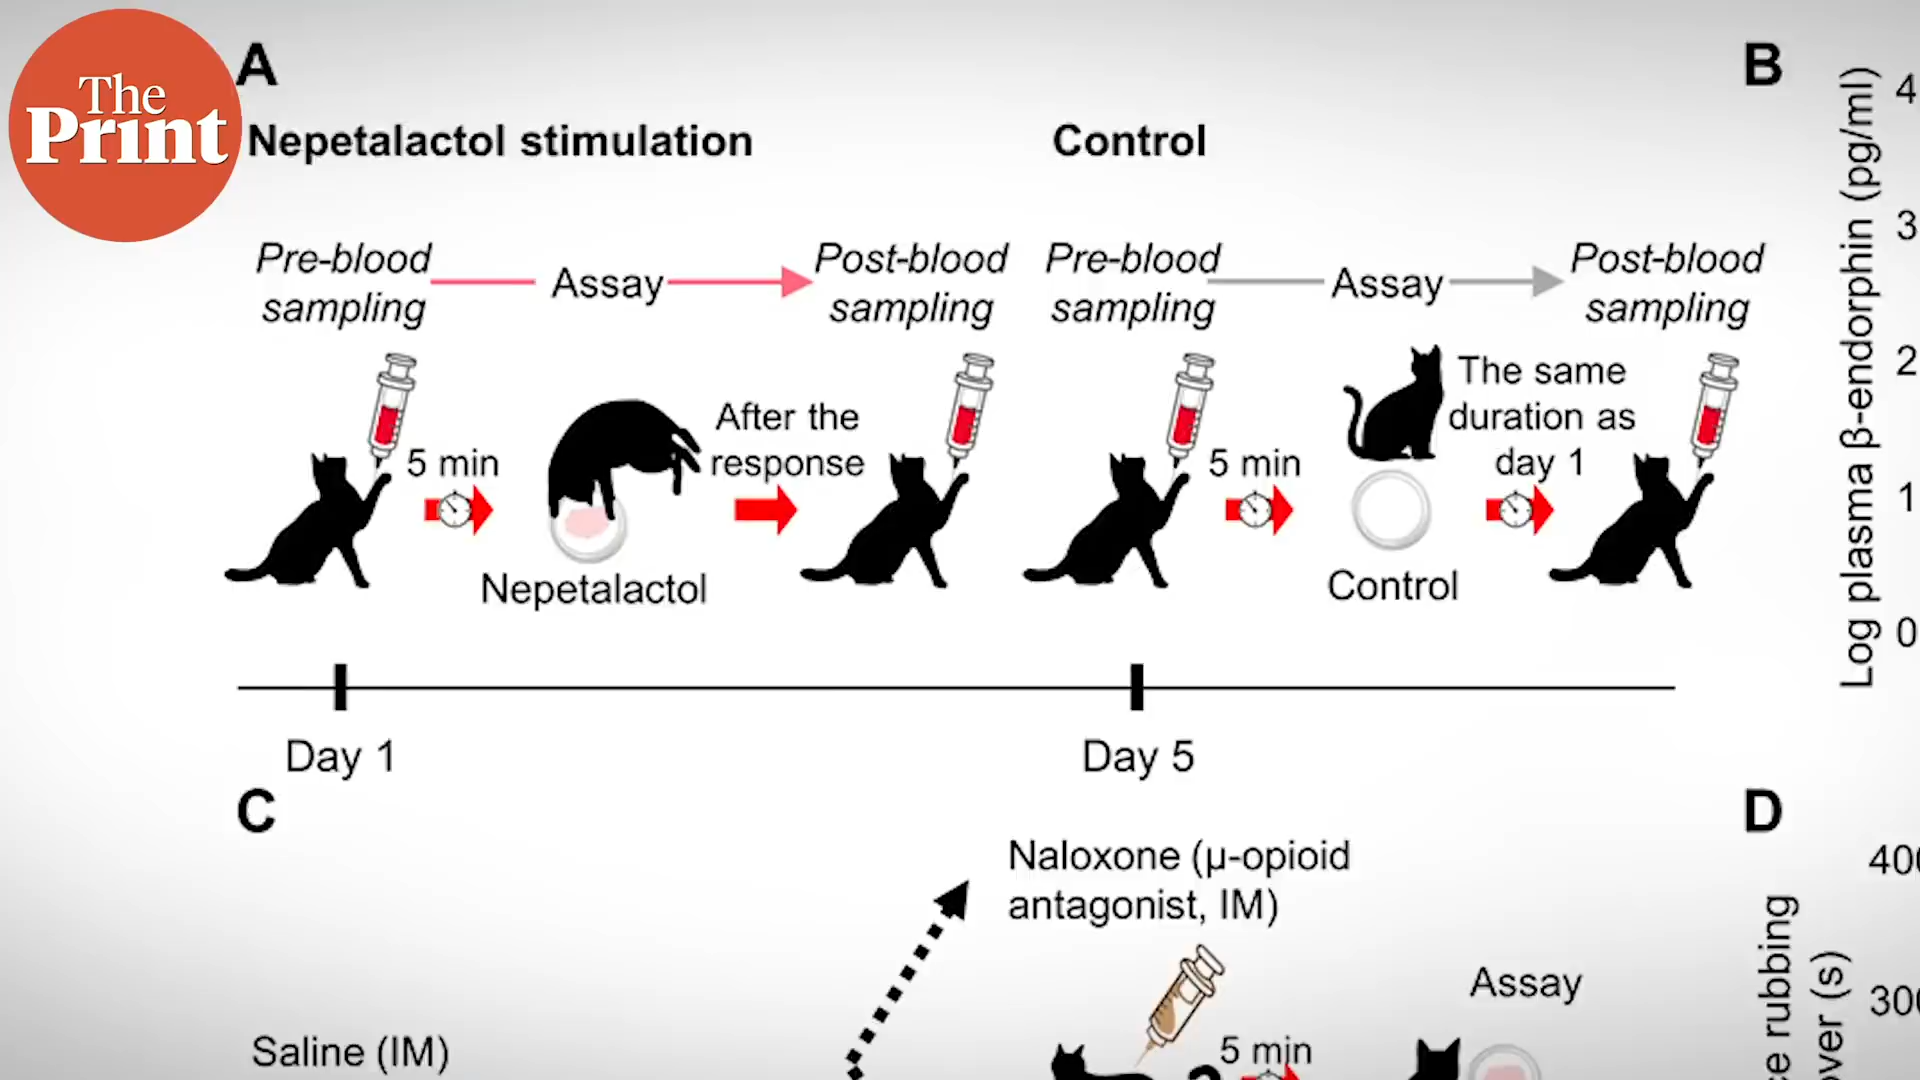 The
Print
A
Nepetalactol stimulation
Control
Pre-blood
sampling
Assay
Post-blood
sampling
Pre-blood
sampling
Assay
Post-blood
sampling
5 min
After the
response
Nepetalactol
5 min
The same
duration as
day 1
Control
Day 1
Day 5
B
Log plasma β-endorphin (pg/ml)
4
3
2
1
0
C
Naloxone (μ-opioid
antagonist, IM)
Saline (IM)
5 min
Assay
D
rubbing
(s)